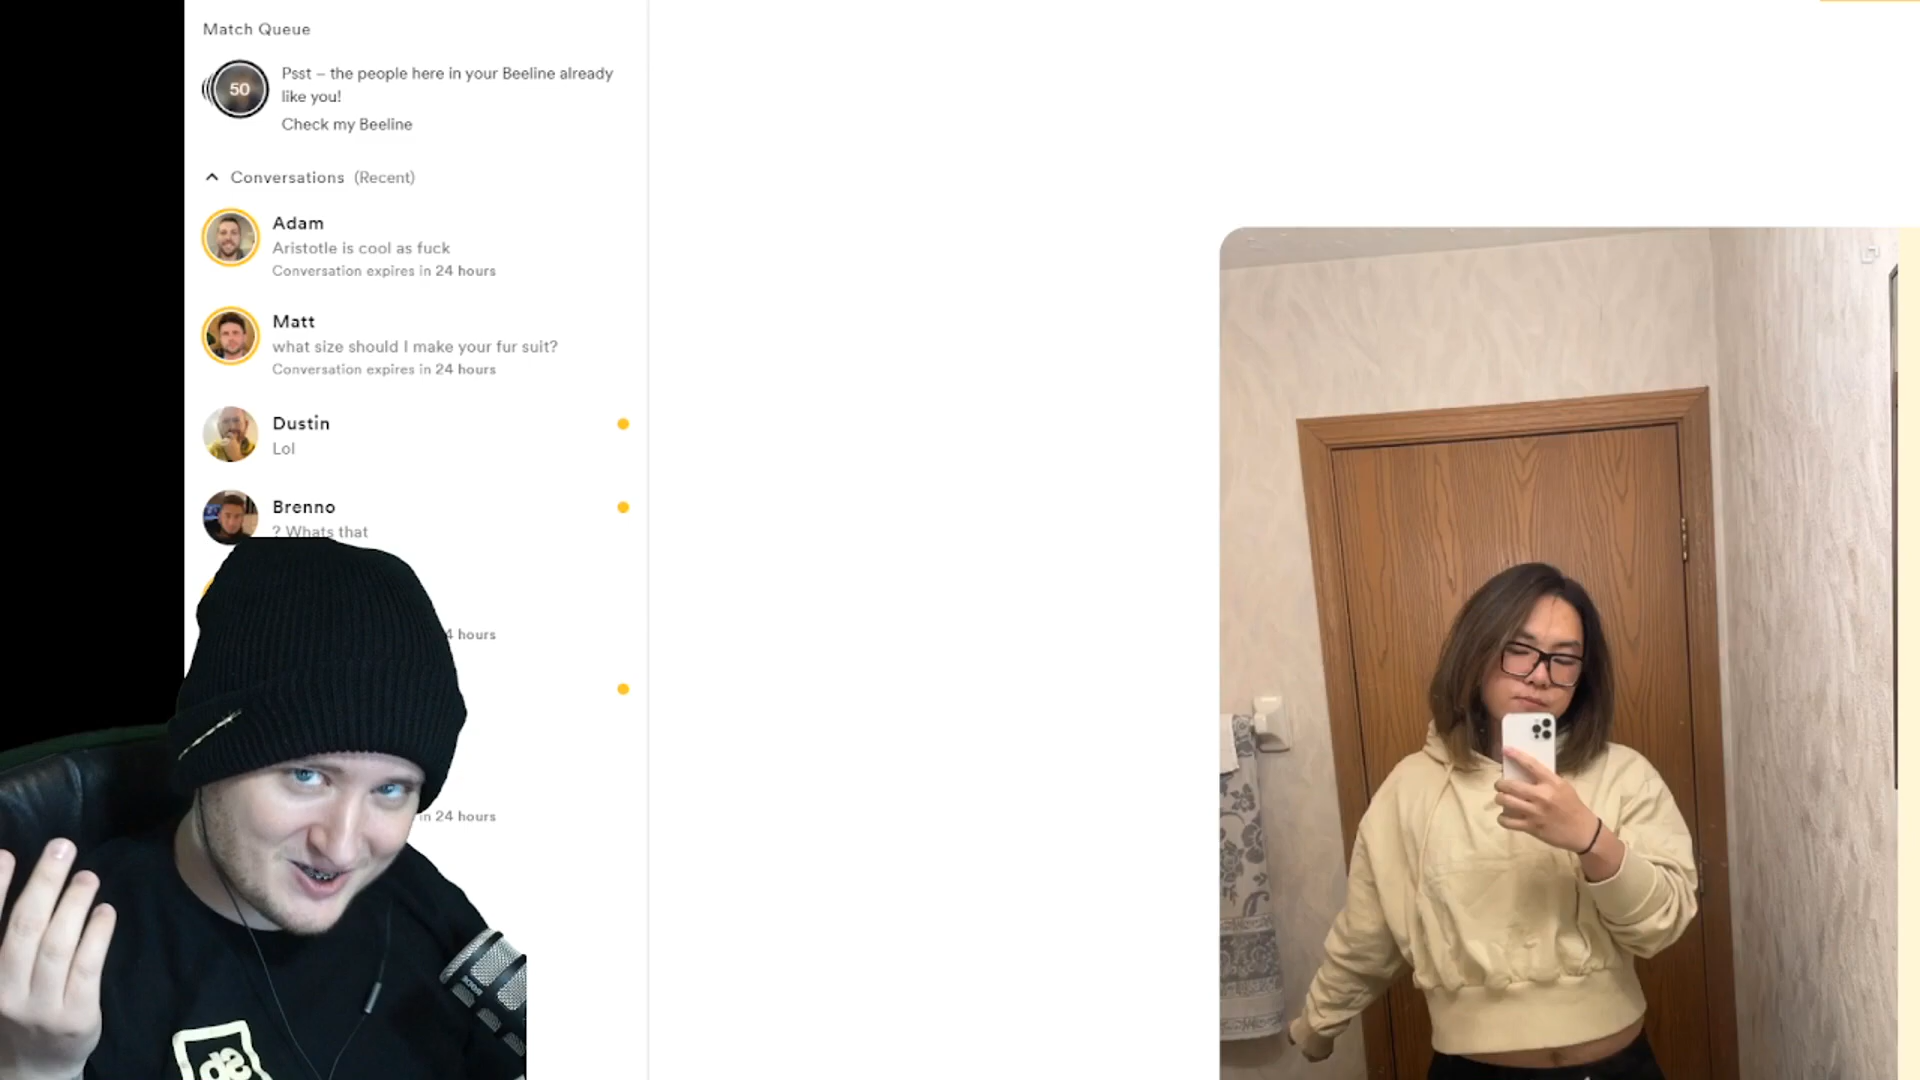 Match Queue
50
Psst – the people here in your Beeline already
like you!
Check my Beeline
Conversations (Recent)
Adam
Aristotle is cool as fuck
Conversation expires in 24 hours
Matt
what size should I make your fur suit?
Conversation expires in 24 hours
Dustin
Lol
Brenno
? Whats that
4 hours
in 24 hours